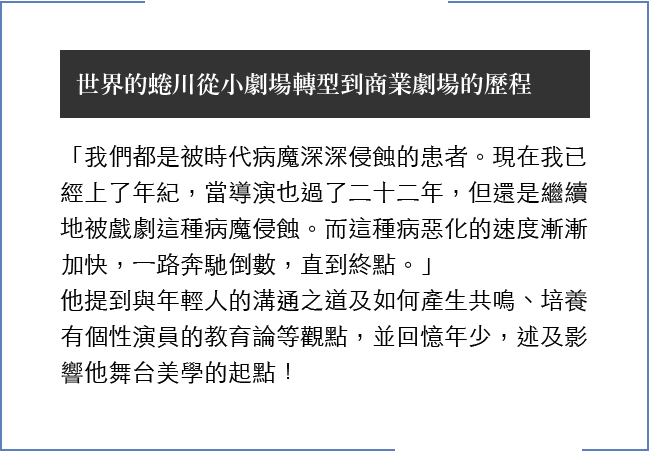 世界的蜷川從小劇場轉型到商業劇場的歷程
「我們都是被時代病魔深深侵蝕的患者。現在我已
經上了年紀，當導演也過了二十二年，但還是繼續
地被戲劇這種病魔侵蝕。而這種病惡化的速度漸漸
加快，一路奔馳倒數，直到終點。」
他提到與年輕人的溝通之道及如何產生共鳴、培養
有個性演員的教育論等觀點，並回憶年少，述及影
響他舞台美學的起點！